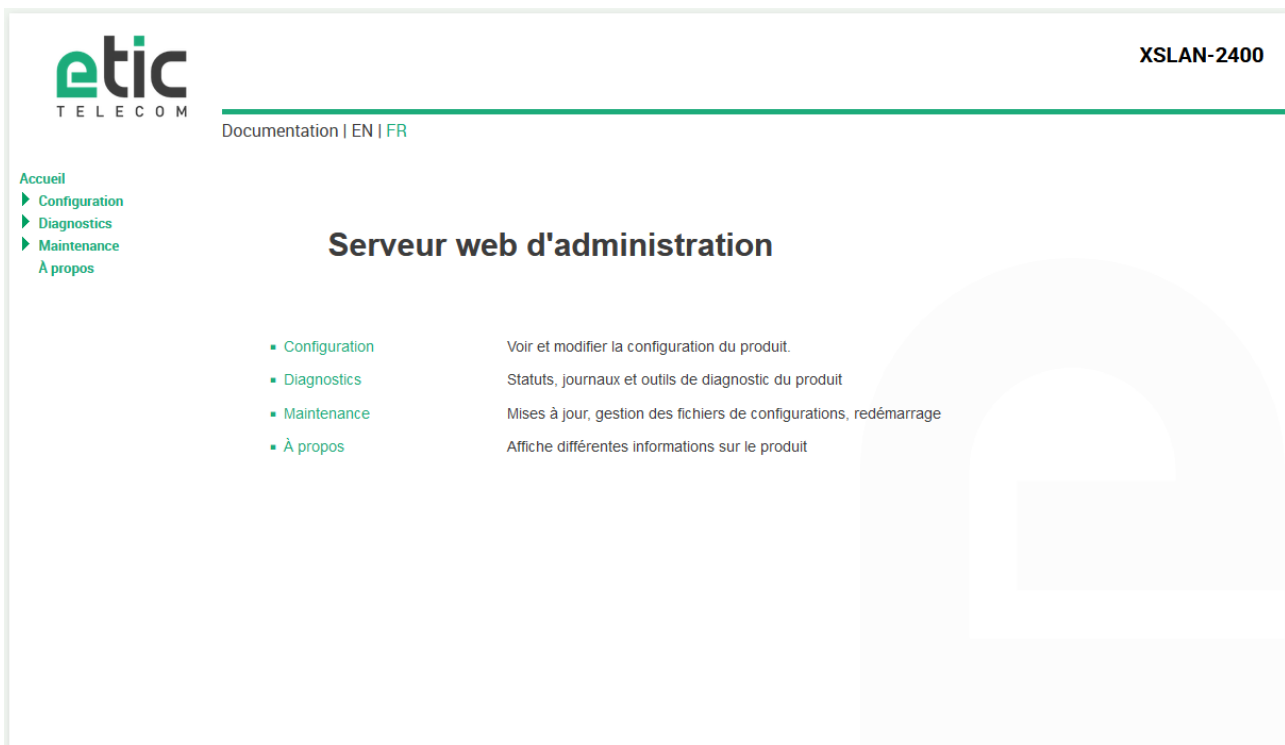 etic
TELECOM
XSLAN-2400
Documentation | EN | FR
Accueil
Configuration
Diagnostics
Maintenance
À propos
Serveur web d'administration
Configuration Voir et modifier la configuration du produit.
Diagnostics Statuts, journaux et outils de diagnostic du produit
Maintenance Mises à jour, gestion des fichiers de configurations, redémarrage
À propos Affiche différentes informations sur le produit